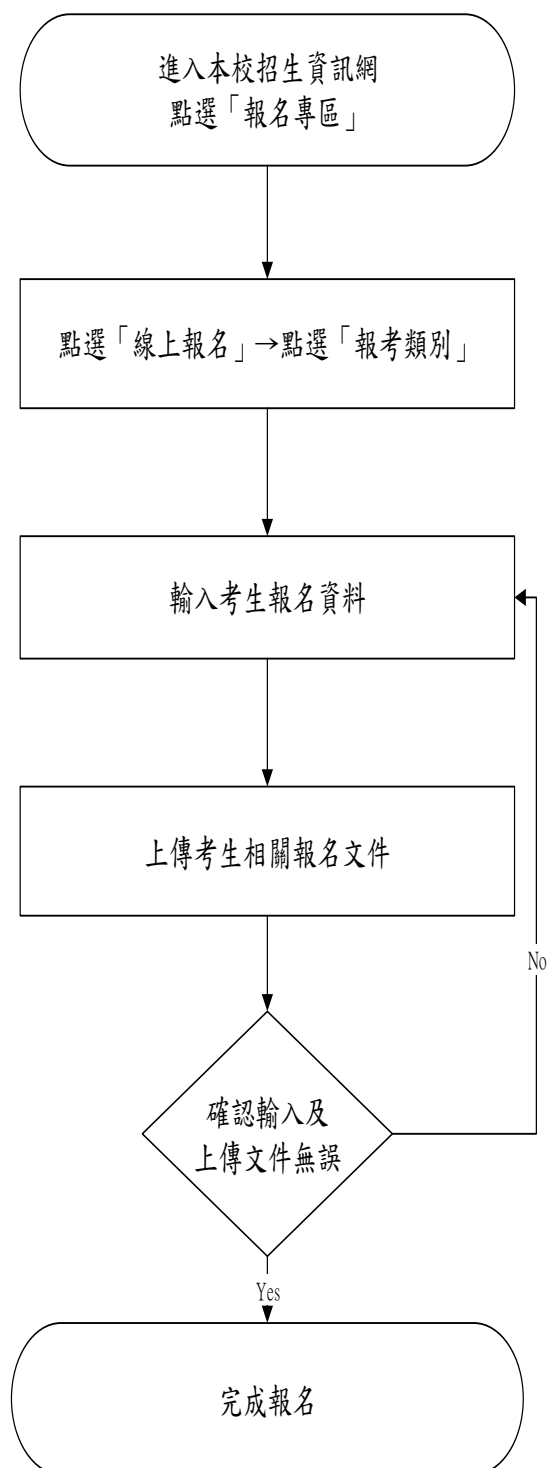 進入本校招生資訊網
點選「報名專區」
點選「線上報名」→點選「報考類別」
輸入考生報名資料
上傳考生相關報名文件
No
確認輸入及
上傳文件無誤
Yes
完成報名